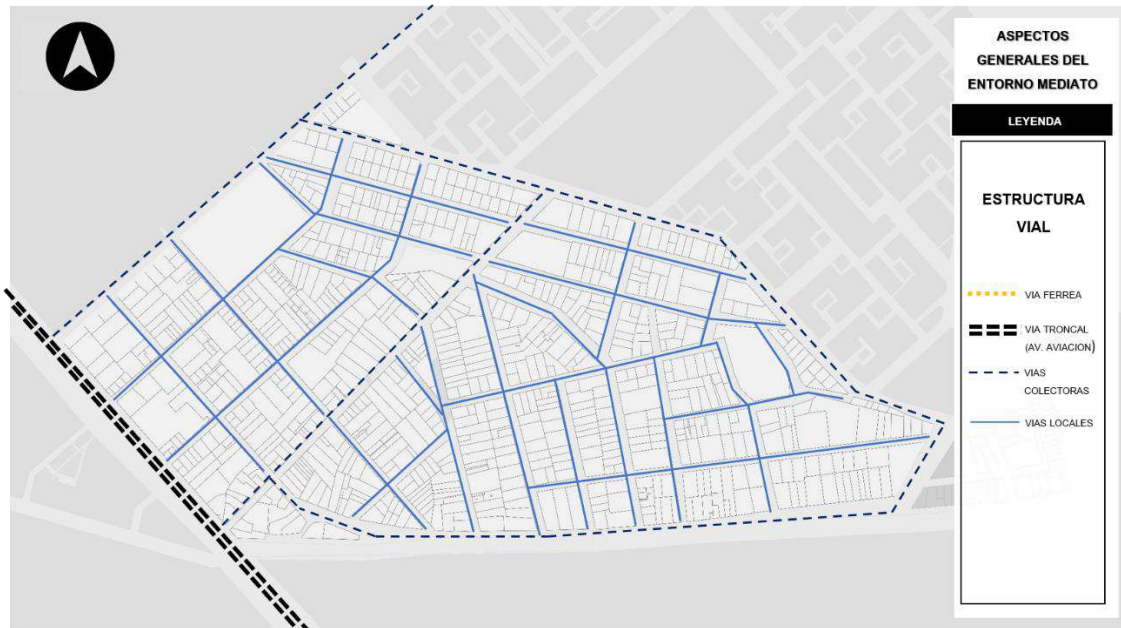 ASPECTOS
GENERALES DEL
ENTORNO MEDIATO
LEYENDA
ESTRUCTURA
VIAL
VIA FERREA
VIA TRONCAL
(AV. AVIACION)
VIAS
COLECTORAS
VIAS LOCALES